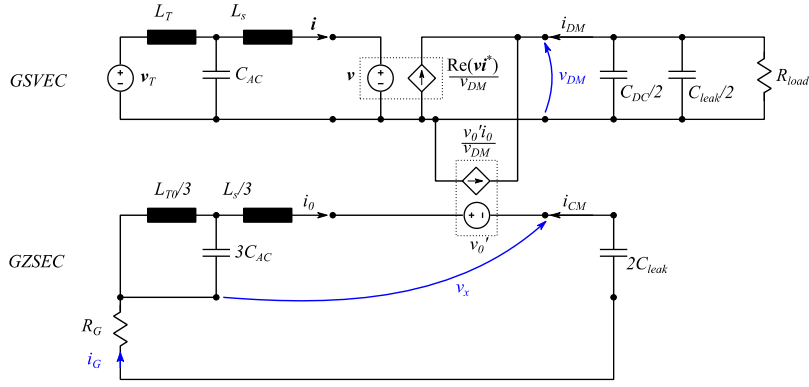 L_T
L_s
i
i_DM
GSVEC
v_T
C_AC
v
Re(vi*)
v_DM
v_DM
C_DC/2
C_leak/2
R_load
v_0'i_0
v_DM
L_T0/3
L_s/3
i_0
i_CM
GZSEC
3C_AC
v_0'
2C_leak
v_x
R_G
i_G